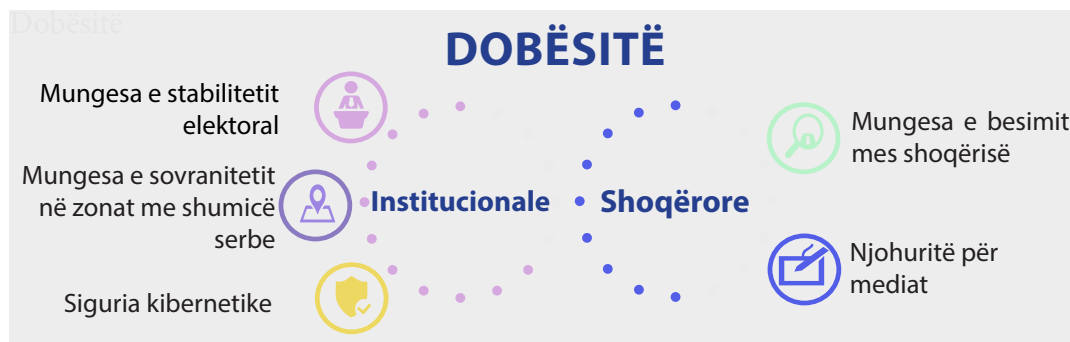 Dobësitë
DOBËSITË
Mungesa e stabilitetit
elektoral
Mungesa e sovranitetit
në zonat me shumicë
serbe
Siguria kibernetike
Institucionale
Shoqërore
Mungesa e besimit
mes shoqërisë
Njohuritë për
mediat